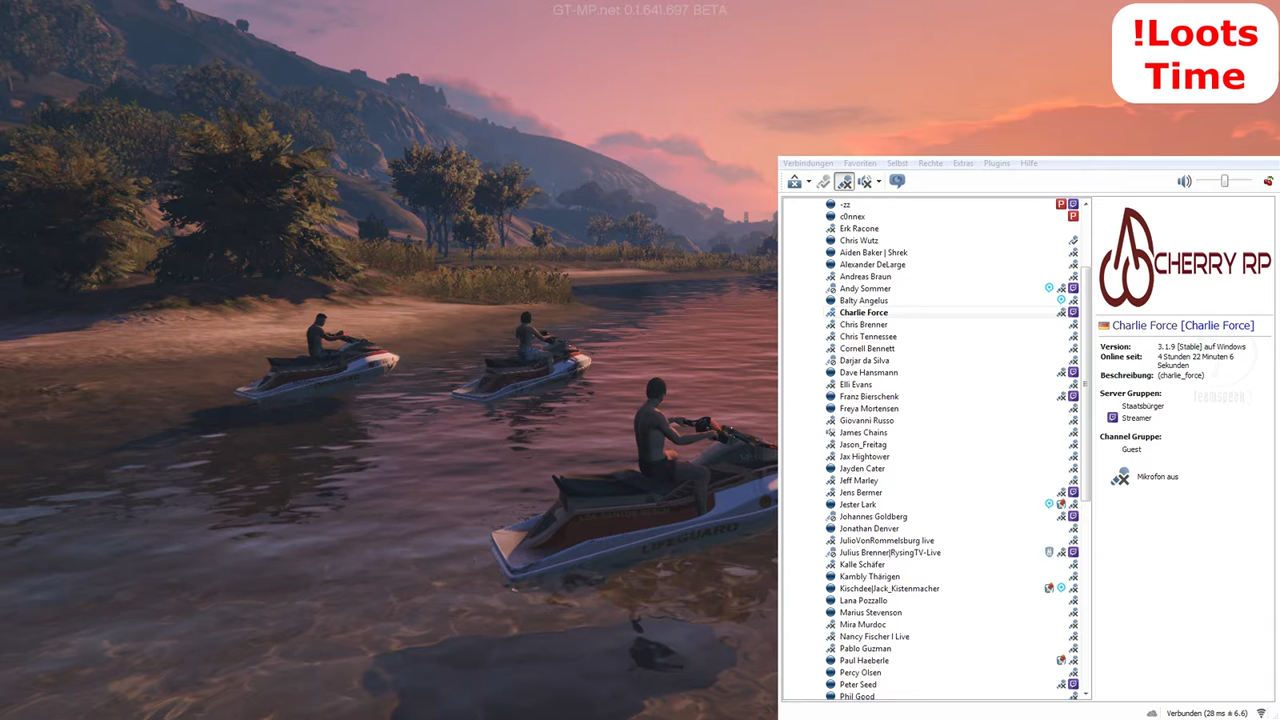 GT-MP.net 0.1.641.697 BETA
!Loots
Time
Verbindungen Favoriten Selbst Rechte Extras Plugins Hilfe
-zz
c0nnex
Erk Racone
Chris Wutz
Aiden Baker | Shrek
Alexander DeLarge
Andreas Braun
Andy Sommer
Balty Angelus
Charlie Force
Chris Brenner
Chris Tennessee
Cornell Bennett
Darjar da Silva
Dave Hansmann
Elli Evans
Franz Bierschenk
Freya Mortensen
Giovanni Russo
James Chains
Jason_Freitag
Jax Hightower
Jayden Cater
Jeff Marley
Jens Bermer
Jester Lark
Johannes Goldberg
Jonathan Denver
JulioVonRommelsburg live
Julius Brenner|RysingTV-Live
Kalle Schäfer
Kambly Thärigen
Kischdee|Jack_Kistenmacher
Lana Pozzallo
Marius Stevenson
Mira Murdoc
Nancy Fischer I Live
Pablo Guzman
Paul Haeberle
Percy Olsen
Peter Seed
Phil Good
CHERRY RP
Charlie Force [Charlie Force]
Version: 3.1.9 [Stable] auf Windows
Online seit: 4 Stunden 22 Minuten 6
Sekunden
Beschreibung: (charlie_force)
teamspeak
Server Gruppen:
Staatsbürger
Streamer
Channel Gruppe:
Guest
Mikrofon aus
LIFEGUARD
Verbunden (28 ms ± 6.6)